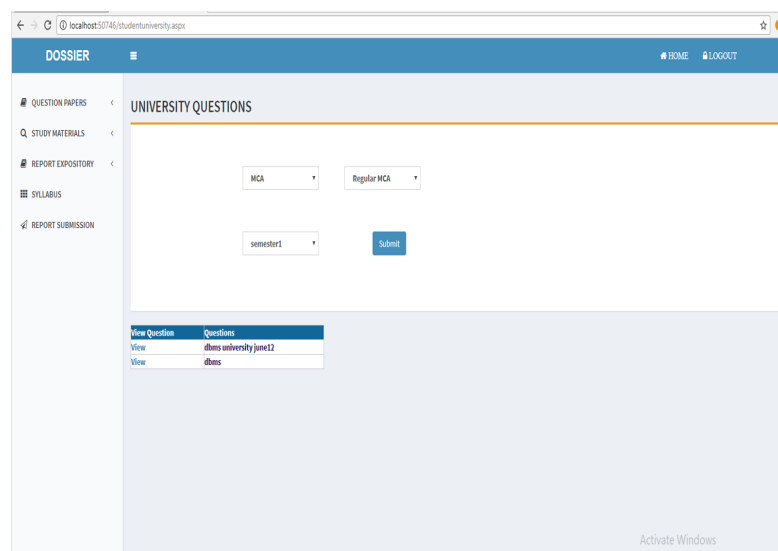 localhost:50746/studentuniversity.aspx
DOSSIER
HOME LOGOUT
QUESTION PAPERS
STUDY MATERIALS
REPORT EXPOSITORY
SYLLABUS
REPORT SUBMISSION
UNIVERSITY QUESTIONS
MCA Regular MCA
semester1 Submit
View Question Questions
View dbms university june12
View dbms
Activate Windows